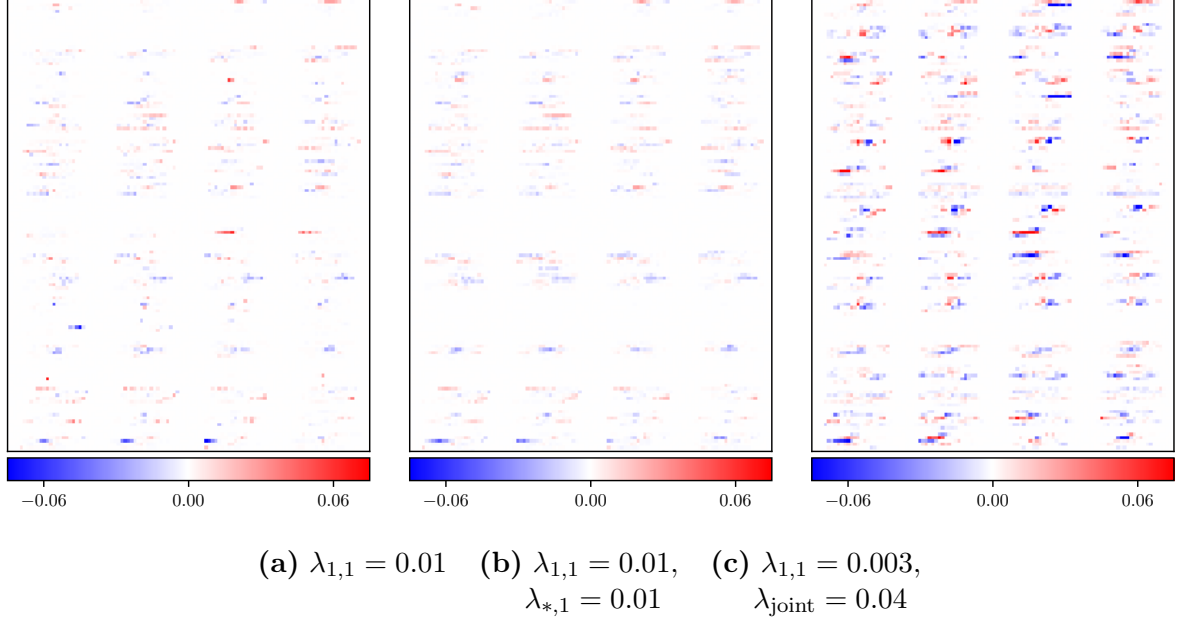 −0.06 0.00 0.06 −0.06 0.00 0.06 −0.06 0.00 0.06
(a) λ1,1 = 0.01 (b) λ1,1 = 0.01, (c) λ1,1 = 0.003,
λ∗,1 = 0.01 λjoint = 0.04